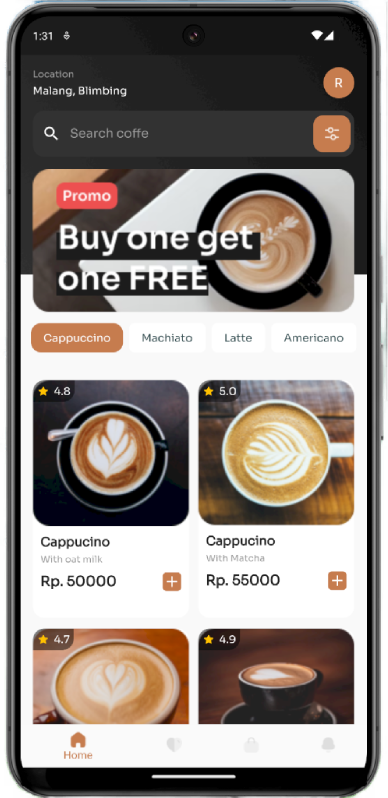 1:31
Location
Malang, Blimbing
R
Search coffe
Promo
Buy one get
one FREE
Cappuccino
Machiato
Latte
Americano
4.8
5.0
Cappucino
With oat milk
Rp. 50000
Cappucino
With Matcha
Rp. 55000
4.7
4.9
Home